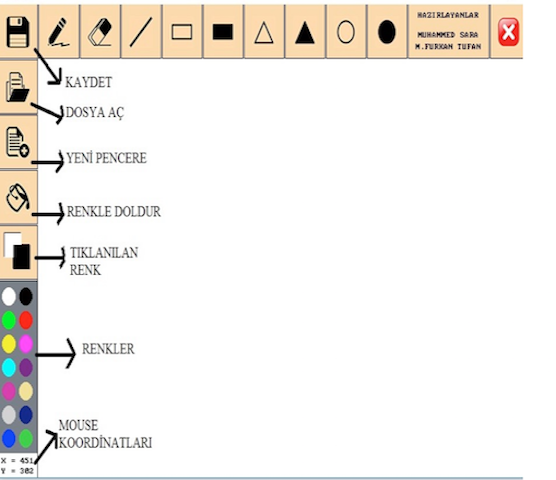 HAZIRLAYANLAR
MUHAMMED SARA
M.FURKAN TUFAN
KAYDET
DOSYA AÇ
YENİ PENCERE
RENKLE DOLDUR
TIKLANILAN
RENK
RENKLER
MOUSE
KOORDİNATLARI
X = 451
Y = 302